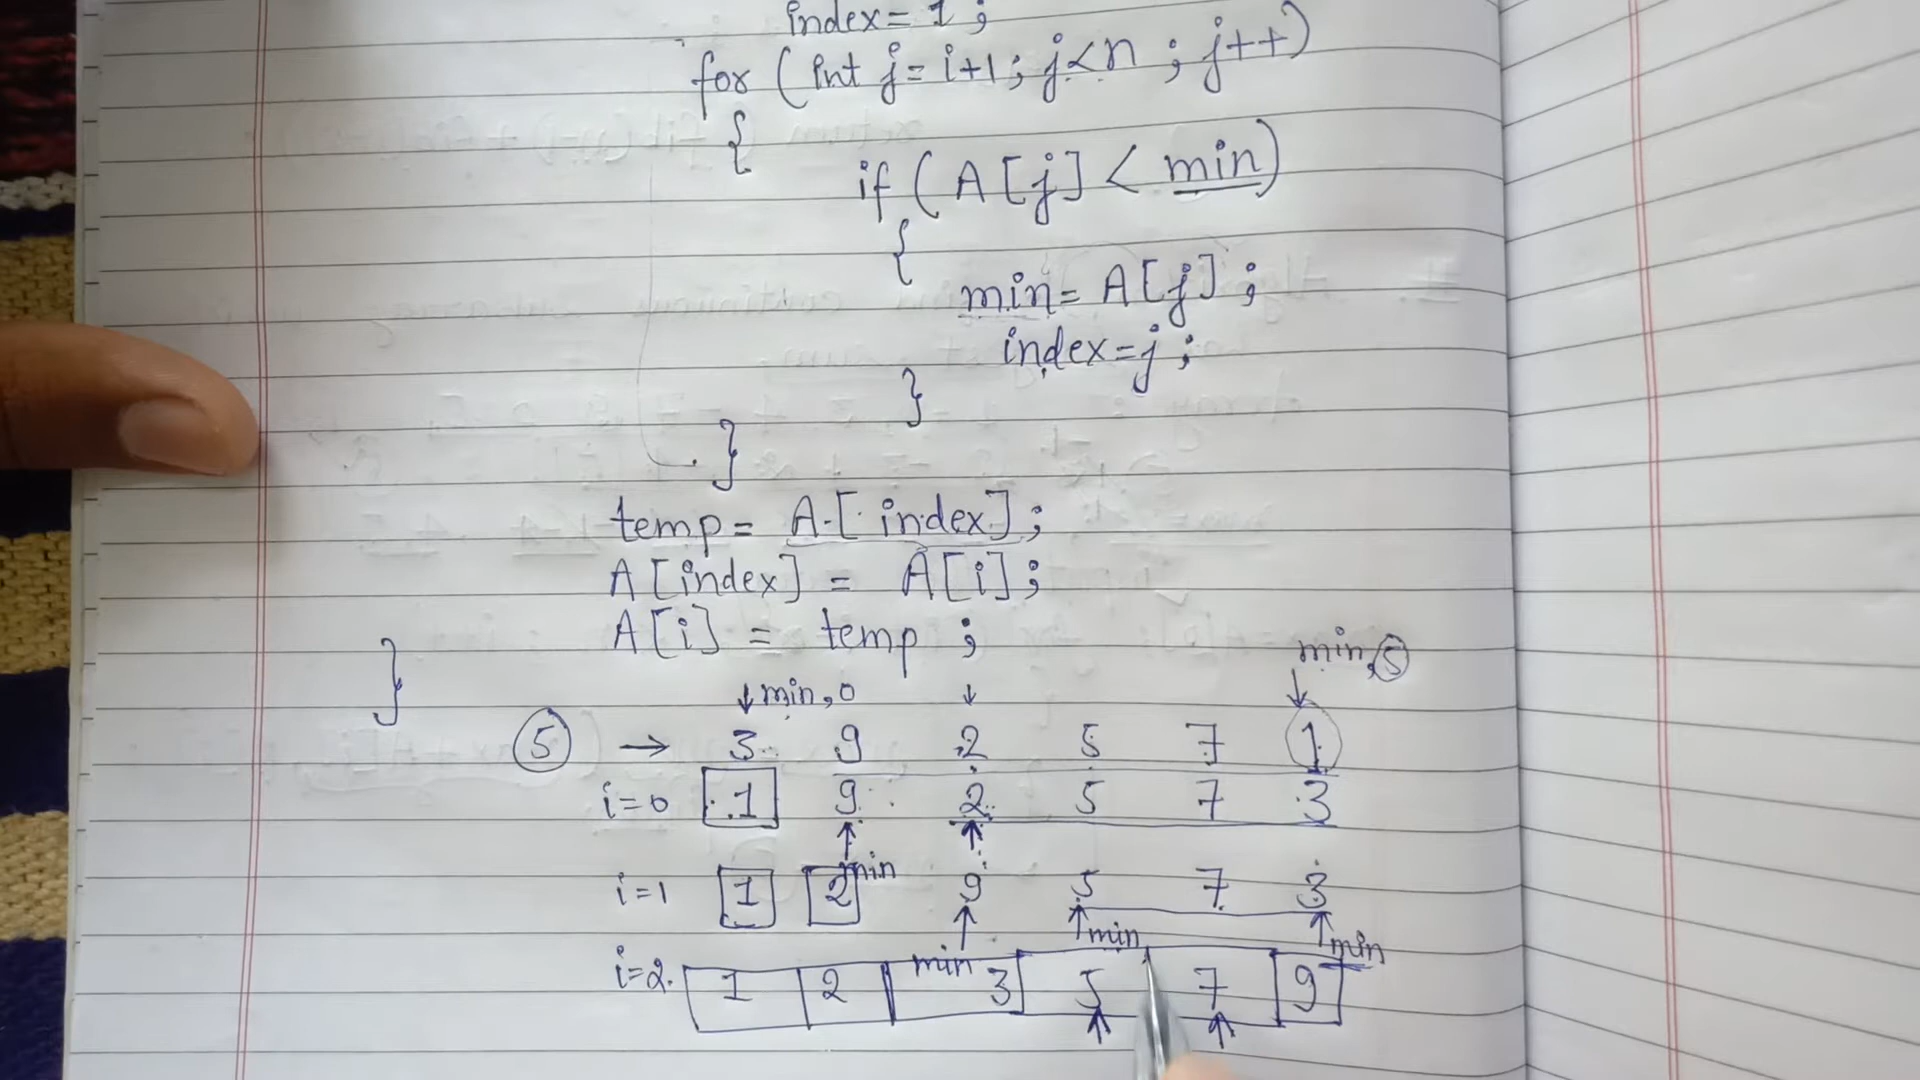 index= 1;
for (int j= i+1; j<n ; j++)
{
if (A[j] < min)
{
min= A[j];
index=j;
}
}
temp= A[index];
A[index] = A[i];
A[i] = temp;
}
min,5
↓min,0 ↓ ↓
5 → 3 9 2 5 7 1
i=0 1 9 2 5 7 3
↑min ↑
i=1 1 2 9 5 7 3
↑min ↑min ↑min
i=2. 1 2 3 5 7 9
↑ ↑